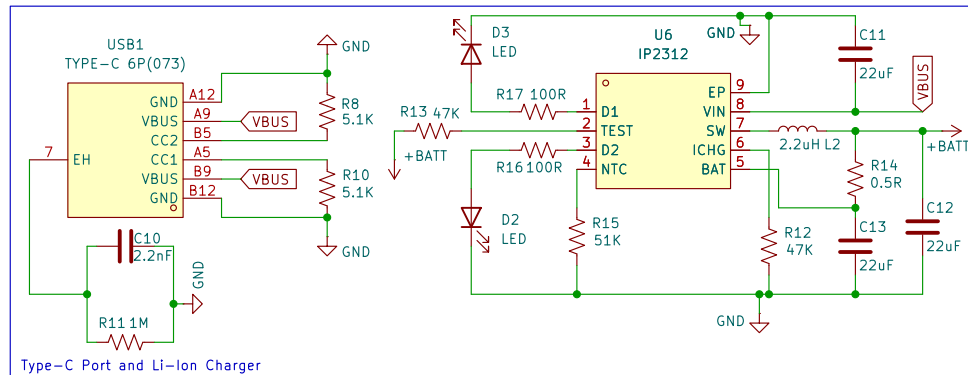 USB1
TYPE-C 6P(073)
GND
A12
GND
VBUS
A9
VBUS
CC2
B5
R8
5.1K
7
EH
CC1
A5
VBUS
B9
VBUS
GND
B12
R10
5.1K
GND
C10
2.2nF
GND
R11 1M
D3
LED
U6
IP2312
GND
C11
22uF
VBUS
R17 100R
1
D1
EP
9
R13 47K
2
TEST
VIN
8
+BATT
3
D2
SW
7
2.2uH L2
+BATT
R16 100R
4
NTC
ICHG
6
BAT
5
R14
0.5R
D2
LED
R15
51K
R12
47K
C13
22uF
C12
22uF
GND
Type-C Port and Li-Ion Charger